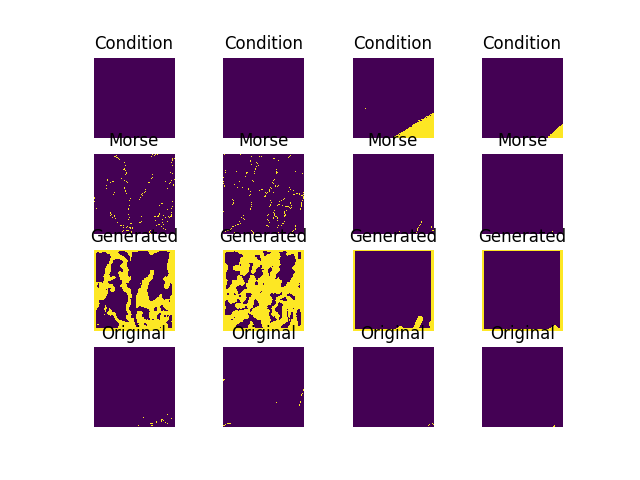 Condition Condition Condition Condition
Morse Morse Morse Morse
Generated Generated Generated Generated
Original Original Original Original